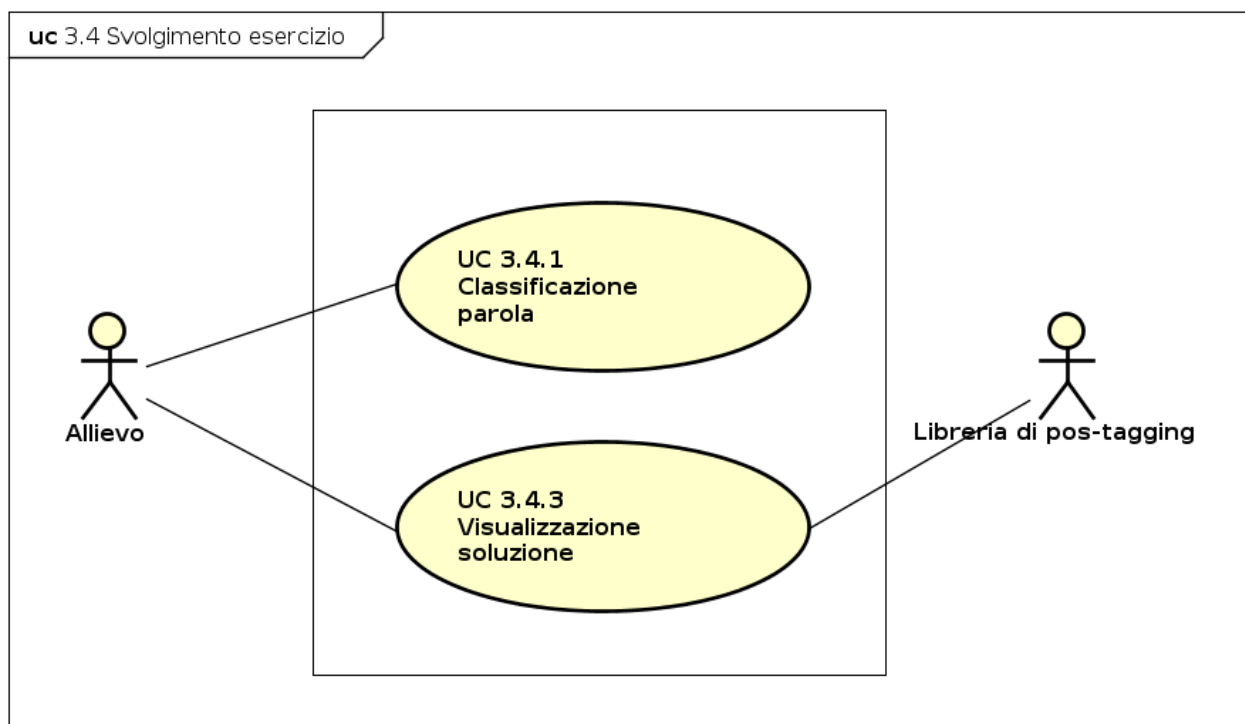 uc 3.4 Svolgimento esercizio
UC 3.4.1
Classificazione
parola
Allievo
Libreria di pos-tagging
UC 3.4.3
Visualizzazione
soluzione